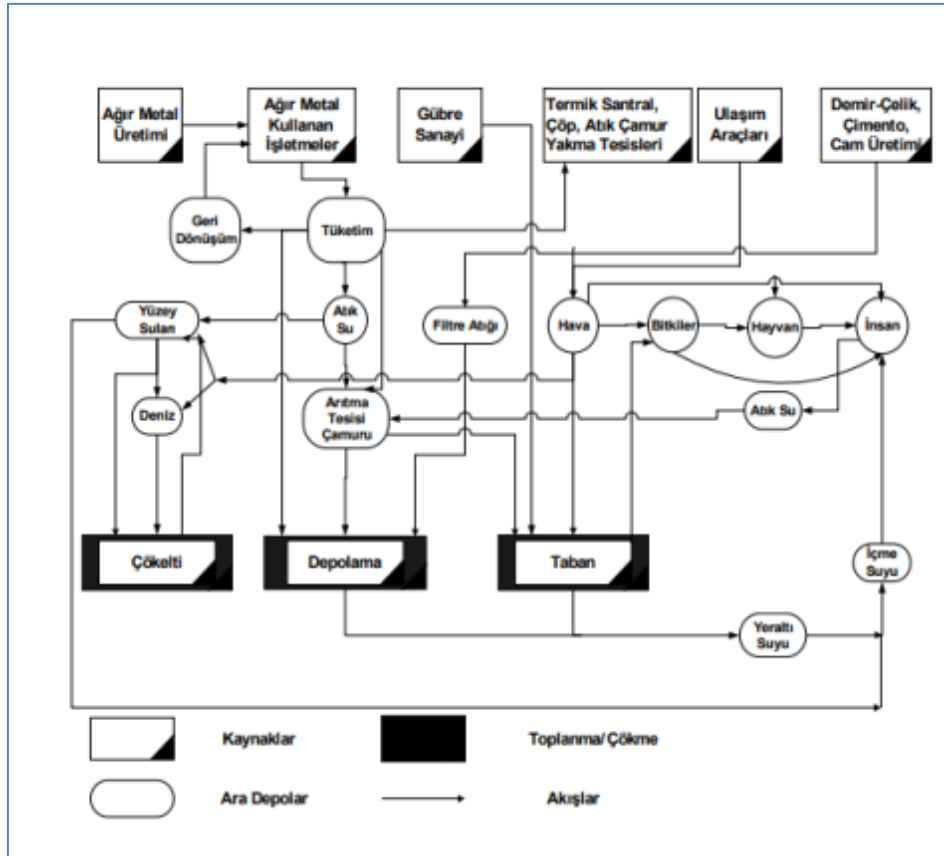 Ağır Metal
Üretimi
Ağır Metal
Kullanan
İşletmeler
Gübre
Sanayi
Termik Santral,
Çöp, Atık Çamur
Yakma Tesisleri
Ulaşım
Araçları
Demir-Çelik,
Çimento,
Cam Üretimi
Geri
Dönüşüm
Tüketim
Yüzey
Suları
Atık
Su
Filtre Atığı
Hava
Bitkiler
Hayvan
İnsan
Deniz
Arıtma
Tesisi
Çamuru
Atık Su
Çökelti
Depolama
Taban
İçme
Suyu
Yeraltı
Suyu
Kaynaklar
Toplanma/ Çökme
Ara Depolar
Akışlar